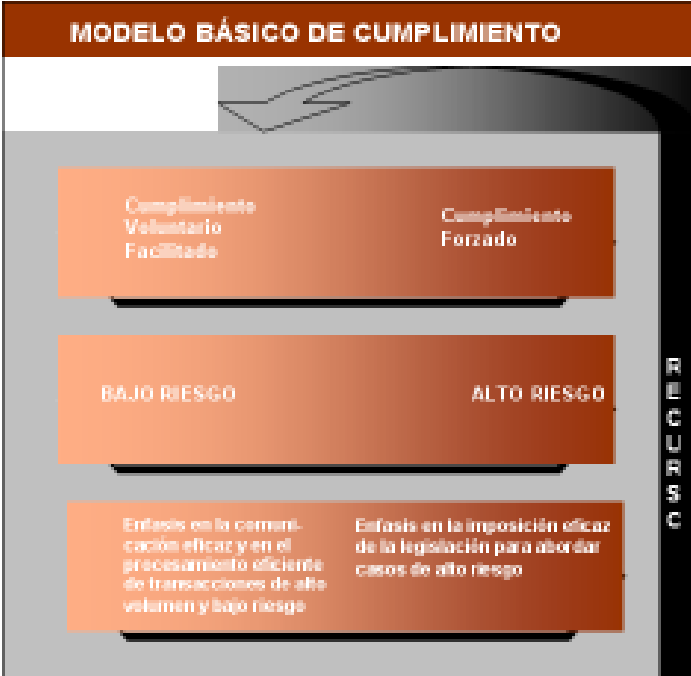 MODELO BÁSICO DE CUMPLIMIENTO
Cumplimiento
Voluntario
Facilitado
Cumplimiento
Forzado
BAJO RIESGO
ALTO RIESGO
Enfasis en la comuni-
cación eficaz y en el
procesamiento eficiente
de transacciones de alto
volumen y bajo riesgo
Enfasis en la imposición eficaz
de la legislación para abordar
casos de alto riesgo
RECURSC